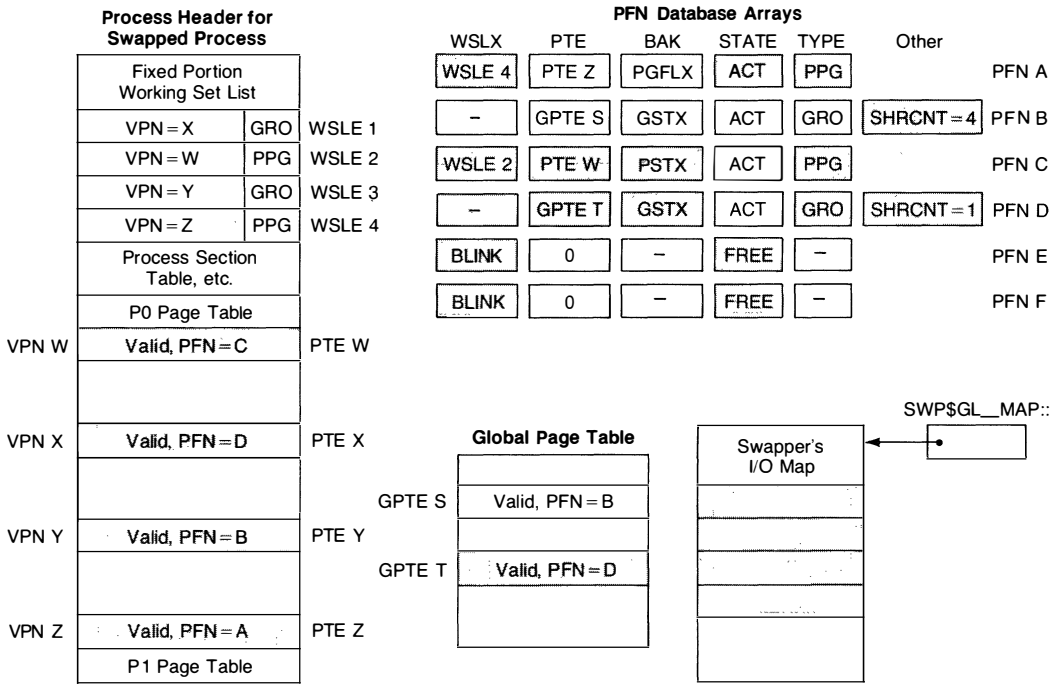 Process Header for
Swapped Process
Fixed Portion
Working Set List
VPN = X GRO WSLE 1
VPN = W PPG WSLE 2
VPN = Y GRO WSLE 3
VPN = Z PPG WSLE 4
Process Section
Table, etc.
P0 Page Table
VPN W Valid, PFN = C PTE W
VPN X Valid, PFN = D PTE X
VPN Y Valid, PFN = B PTE Y
VPN Z Valid, PFN = A PTE Z
P1 Page Table
PFN Database Arrays
WSLX PTE BAK STATE TYPE Other
WSLE 4 PTE Z PGFLX ACT PPG PFN A
– GPTE S GSTX ACT GRO SHRCNT = 4 PFN B
WSLE 2 PTE W PSTX ACT PPG PFN C
– GPTE T GSTX ACT GRO SHRCNT = 1 PFN D
BLINK 0 – FREE – PFN E
BLINK 0 – FREE – PFN F
Global Page Table
GPTE S Valid, PFN = B
GPTE T Valid, PFN = D
SWP$GL__MAP::
Swapper's
I/O Map